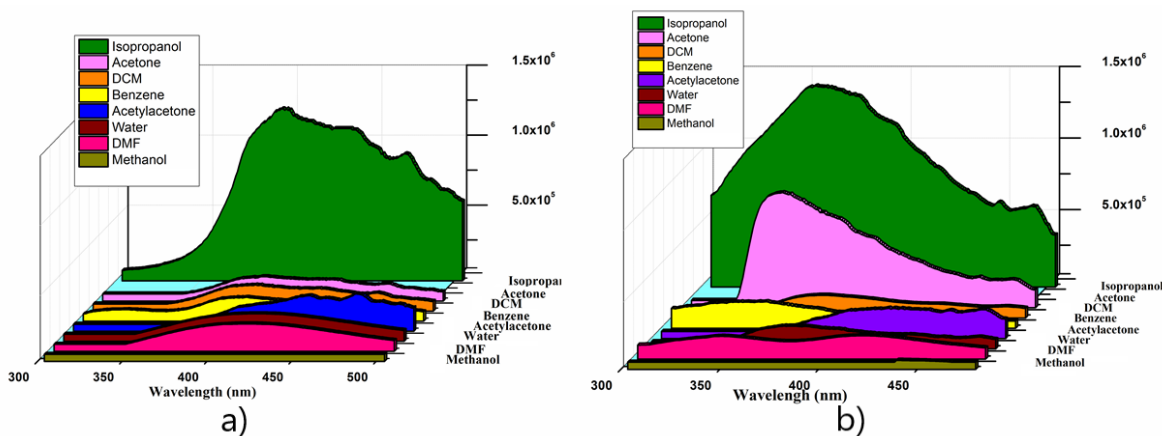 Isopropanol
Acetone
DCM
Benzene
Acetylacetone
Water
DMF
Methanol
1.5x10⁶
1.0x10⁶
5.0x10⁵
Isopropan
Acetone
DCM
Benzene
Acetylacetone
Water
DMF
Methanol
300
350
400
450
500
Wavelength (nm)
a)
Isopropanol
Acetone
DCM
Benzene
Acetylacetone
Water
DMF
Methanol
1.5x10⁶
1.0x10⁶
5.0x10⁵
Isopropanol
Acetone
DCM
Benzene
Acetylacetone
Water
DMF
Methanol
300
350
400
450
Wavelengh (nm)
b)